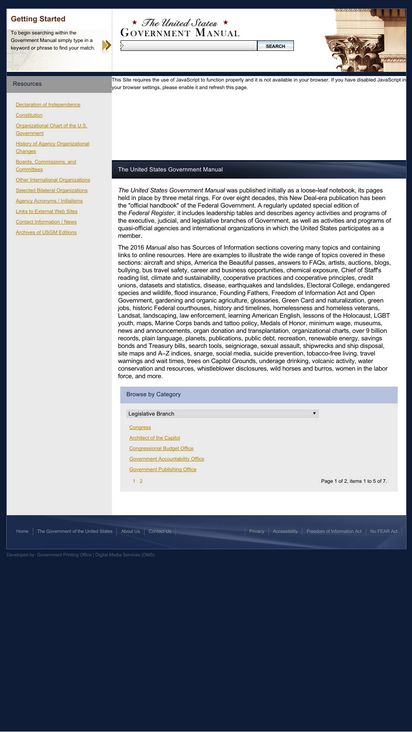 Getting Started
To begin searching within the
Government Manual simply type in a
keyword or phrase to find your match.
The United States
GOVERNMENT MANUAL
SEARCH
Resources
Declaration of Independence
Constitution
Organizational Chart of the U.S.
Government
History of Agency Organizational
Changes
Boards, Commissions, and
Committees
Other International Organizations
Selected Bilateral Organizations
Agency Acronyms / Initialisms
Links to External Web Sites
Contact Information / News
Archives of USGM Editions
This Site requires the use of JavaScript to function properly and it is not available in your browser. If you have disabled JavaScript in
your browser settings, please enable it and refresh this page.
The United States Government Manual
The United States Government Manual was published initially as a loose-leaf notebook, its pages
held in place by three metal rings. For over eight decades, this New Deal-era publication has been
the "official handbook" of the Federal Government. A regularly updated special edition of
the Federal Register, it includes leadership tables and describes agency activities and programs of
the executive, judicial, and legislative branches of Government, as well as activities and programs of
quasi-official agencies and international organizations in which the United States participates as a
member.
The 2016 Manual also has Sources of Information sections covering many topics and containing
links to online resources. Here are examples to illustrate the wide range of topics covered in these
sections: aircraft and ships, America the Beautiful passes, answers to FAQs, artists, auctions, blogs,
bullying, bus travel safety, career and business opportunities, chemical exposure, Chief of Staff's
reading list, climate and sustainability, cooperative practices and cooperative principles, credit
unions, datasets and statistics, disease, earthquakes and landslides, Electoral College, endangered
species and wildlife, flood insurance, Founding Fathers, Freedom of Information Act and Open
Government, gardening and organic agriculture, glossaries, Green Card and naturalization, green
jobs, historic Federal courthouses, history and timelines, homelessness and homeless veterans,
Landsat, landscaping, law enforcement, learning American English, lessons of the Holocaust, LGBT
youth, maps, Marine Corps bands and tattoo policy, Medals of Honor, minimum wage, museums,
news and announcements, organ donation and transplantation, organizational charts, over 9 billion
records, plain language, planets, publications, public debt, recreation, renewable energy, savings
bonds and Treasury bills, search tools, seigniorage, sexual assault, shipwrecks and ship disposal,
site maps and A–Z indices, snarge, social media, suicide prevention, tobacco-free living, travel
warnings and wait times, trees on Capitol Grounds, underage drinking, volcanic activity, water
conservation and resources, whistleblower disclosures, wild horses and burros, women in the labor
force, and more.
Browse by Category
Legislative Branch
Congress
Architect of the Capitol
Congressional Budget Office
Government Accountability Office
Government Publishing Office
1 2 Page 1 of 2, items 1 to 5 of 7.
Home The Government of the United States About Us Contact Us Privacy Accessibility Freedom of Information Act No FEAR Act
Developed by: Government Printing Office | Digital Media Services (DMS)